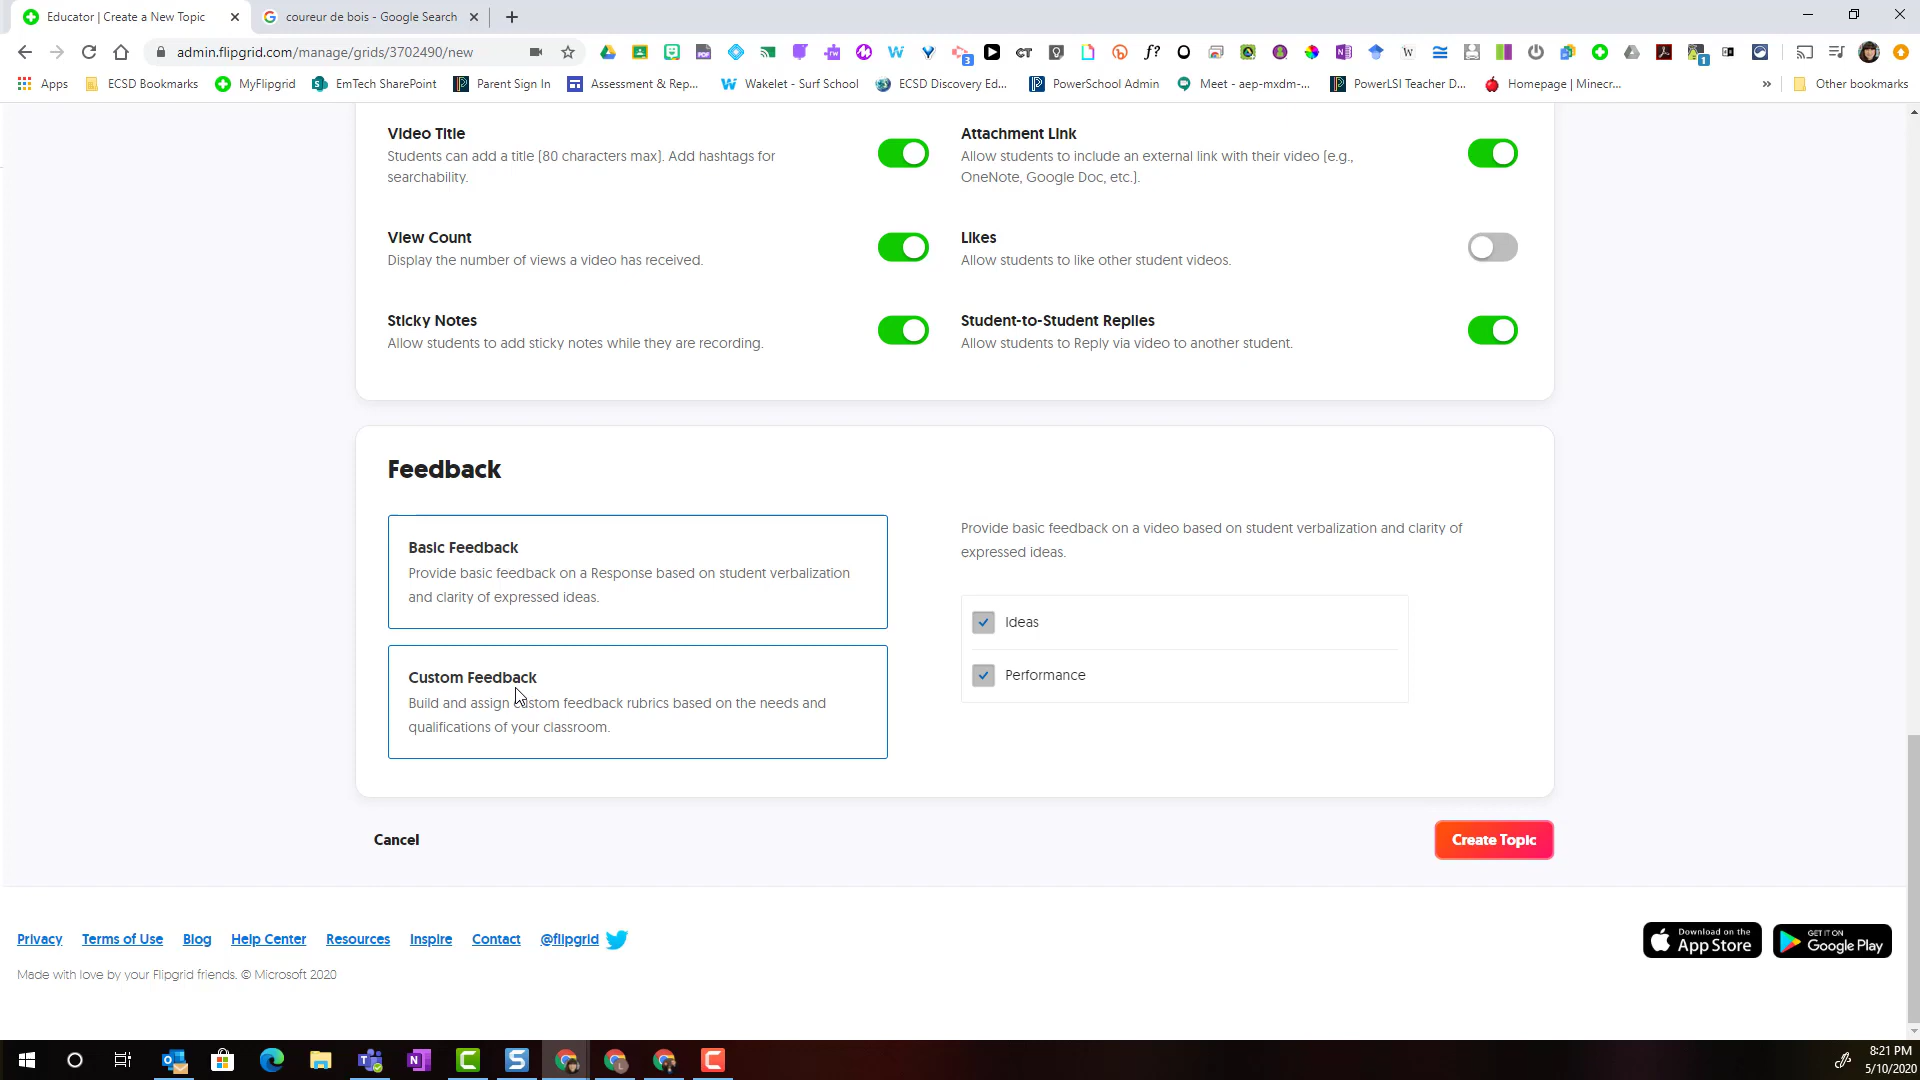 Educator | Create a New Topic
coureur de bois - Google Search
admin.flipgrid.com/manage/grids/3702490/new
Apps
ECSD Bookmarks
MyFlipgrid
EmTech SharePoint
Parent Sign In
Assessment & Rep...
Wakelet - Surf School
ECSD Discovery Ed...
PowerSchool Admin
Meet - aep-mxdm-...
PowerLSI Teacher D...
Homepage | Minecr...
Other bookmarks
Video Title
Students can add a title (80 characters max). Add hashtags for
searchability.
Attachment Link
Allow students to include an external link with their video (e.g.,
OneNote, Google Doc, etc.).
View Count
Display the number of views a video has received.
Likes
Allow students to like other student videos.
Sticky Notes
Allow students to add sticky notes while they are recording.
Student-to-Student Replies
Allow students to Reply via video to another student.
Feedback
Basic Feedback
Provide basic feedback on a Response based on student verbalization
and clarity of expressed ideas.
Custom Feedback
Build and assign custom feedback rubrics based on the needs and
qualifications of your classroom.
Provide basic feedback on a video based on student verbalization and clarity of
expressed ideas.
Ideas
Performance
Cancel
Create Topic
Privacy
Terms of Use
Blog
Help Center
Resources
Inspire
Contact
@flipgrid
Made with love by your Flipgrid friends. © Microsoft 2020
Download on the
App Store
GET IT ON
Google Play
8:21 PM
5/10/2020